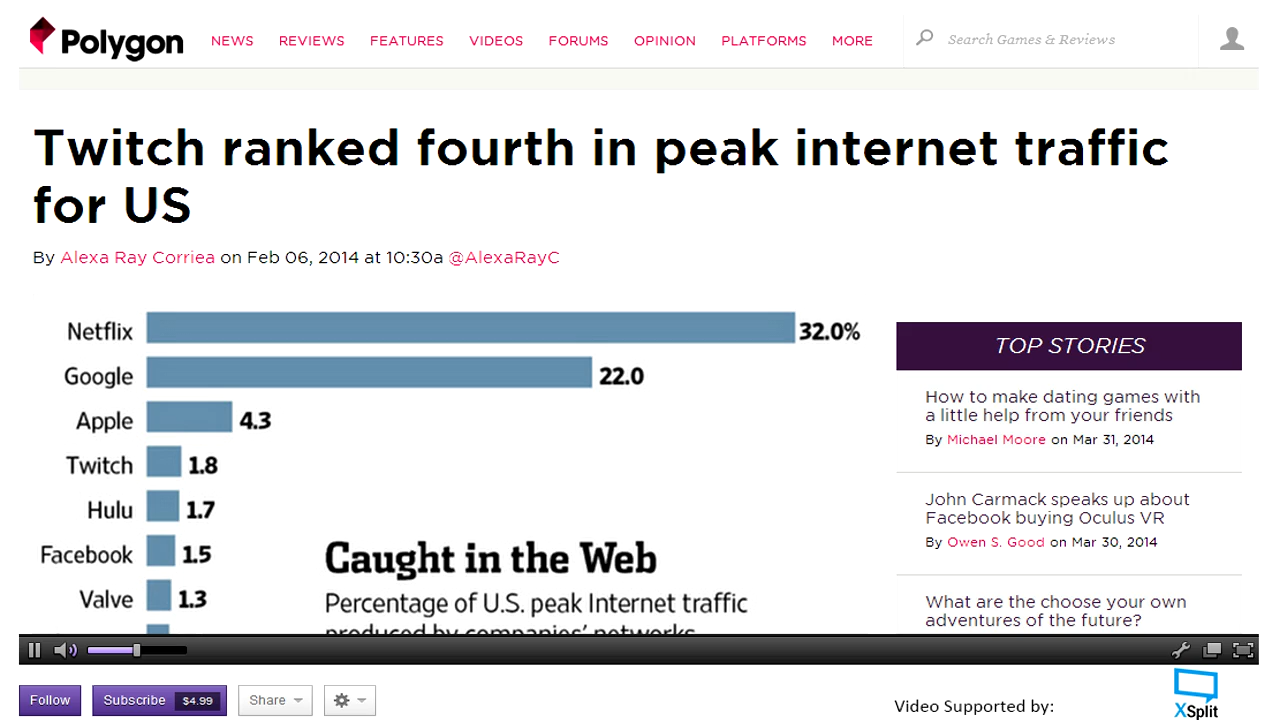 Polygon NEWS REVIEWS FEATURES VIDEOS FORUMS OPINION PLATFORMS MORE Search Games & Reviews
Twitch ranked fourth in peak internet traffic
for US
By Alexa Ray Corriea on Feb 06, 2014 at 10:30a @AlexaRayC
Netflix 32.0%
Google 22.0
Apple 4.3
Twitch 1.8
Hulu 1.7
Facebook 1.5
Valve 1.3
Caught in the Web
Percentage of U.S. peak Internet traffic
produced by companies' networks
TOP STORIES
How to make dating games with
a little help from your friends
By Michael Moore on Mar 31, 2014
John Carmack speaks up about
Facebook buying Oculus VR
By Owen S. Good on Mar 30, 2014
What are the choose your own
adventures of the future?
Follow Subscribe $4.99 Share
Video Supported by:
XSplit